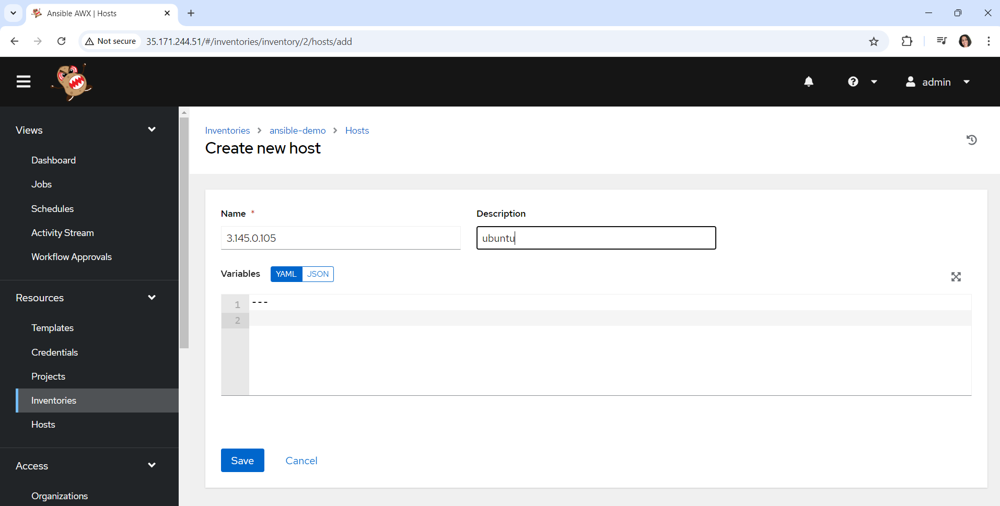 Ansible AWX | Hosts
Not secure
35.171.244.51/#/inventories/inventory/2/hosts/add
admin
Views
Dashboard
Jobs
Schedules
Activity Stream
Workflow Approvals
Resources
Templates
Credentials
Projects
Inventories
Hosts
Access
Organizations
Inventories > ansible-demo > Hosts
Create new host
Name * Description
3.145.0.105 ubuntu
Variables YAML JSON
1 ---
2
Save Cancel